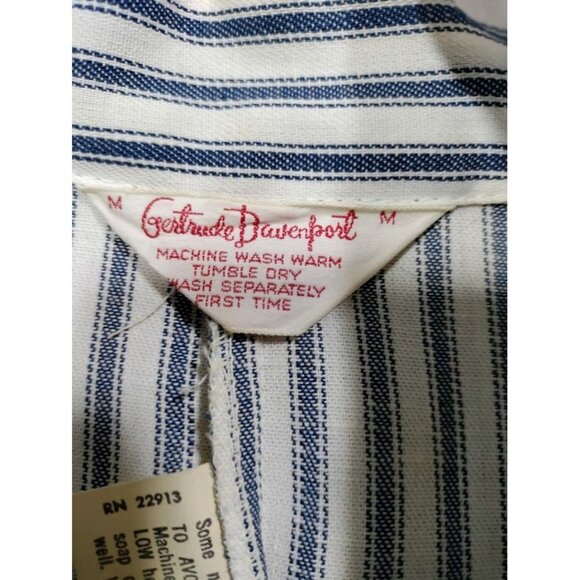 M Gertrude Davenport M
MACHINE WASH WARM
TUMBLE DRY
WASH SEPARATELY
FIRST TIME
RN 22913
Some
TO AVO
Machine
LOW
soap
well.